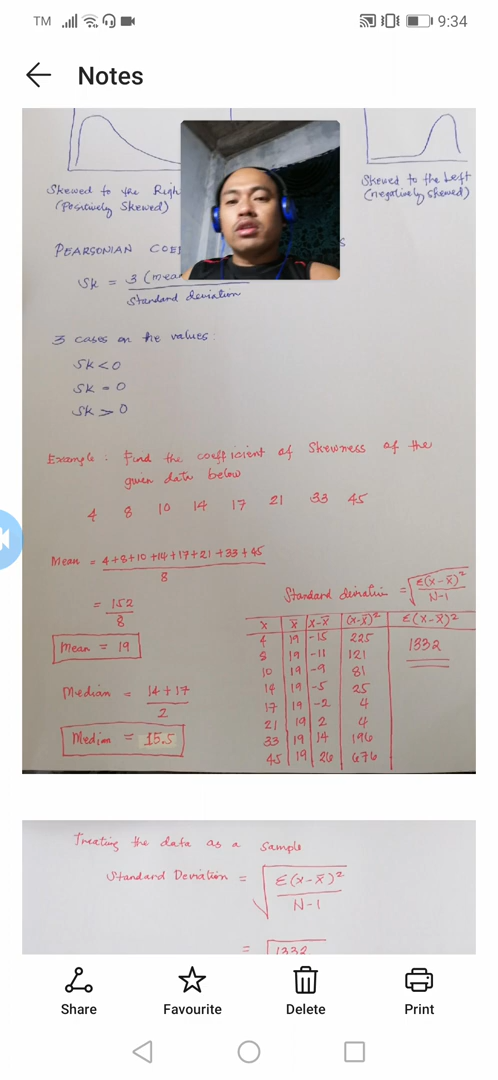 TM 9:34
Notes
Skewed to the Righ
(Positively Skewed)
Skewed to the Left
(negatively skewed)
PEARSONIAN COE S
Sk = 3 (mea
Standard deviation
3 cases on the values:
Sk < 0
Sk = 0
Sk > 0
Example: Find the coefficient of Skewness of the
given data below
4 8 10 14 17 21 33 45
Mean = 4+8+10+14+17+21+33+45
8
= 152
8
Mean = 19
Median = 14+17
2
Median = 15.5
Standard deviation = √Σ(x-x̄)²
N-1
x x̄ x-x̄ (x-x̄)² Σ(x-x̄)²
4 19 -15 225 1332
8 19 -11 121
10 19 -9 81
14 19 -5 25
17 19 -2 4
21 19 2 4
33 19 14 196
45 19 26 676
Treating the data as a sample
Standard Deviation = √Σ(x-x̄)²
N-1
= √1332
Share Favourite Delete Print